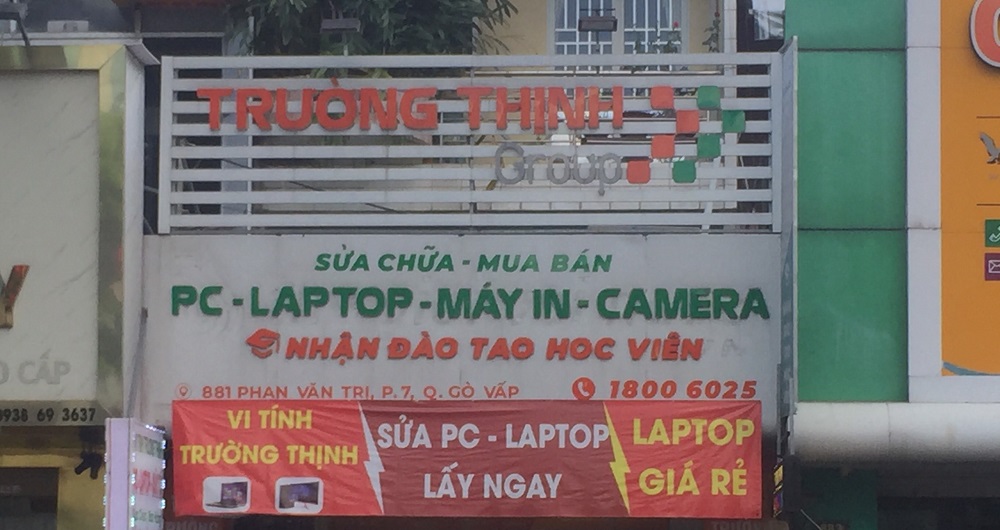 TRƯỜNG THỊNH
Group
SỬA CHỮA - MUA BÁN
PC - LAPTOP - MÁY IN - CAMERA
NHẬN ĐÀO TAO HOC VIÊN
881 PHAN VĂN TRỊ, P.7, Q. GÒ VẤP
1800 6025
VI TÍNH
TRƯỜNG THỊNH
SỬA PC - LAPTOP
LẤY NGAY
LAPTOP
GIÁ RẺ
Y
CẤP
0938 69 3637